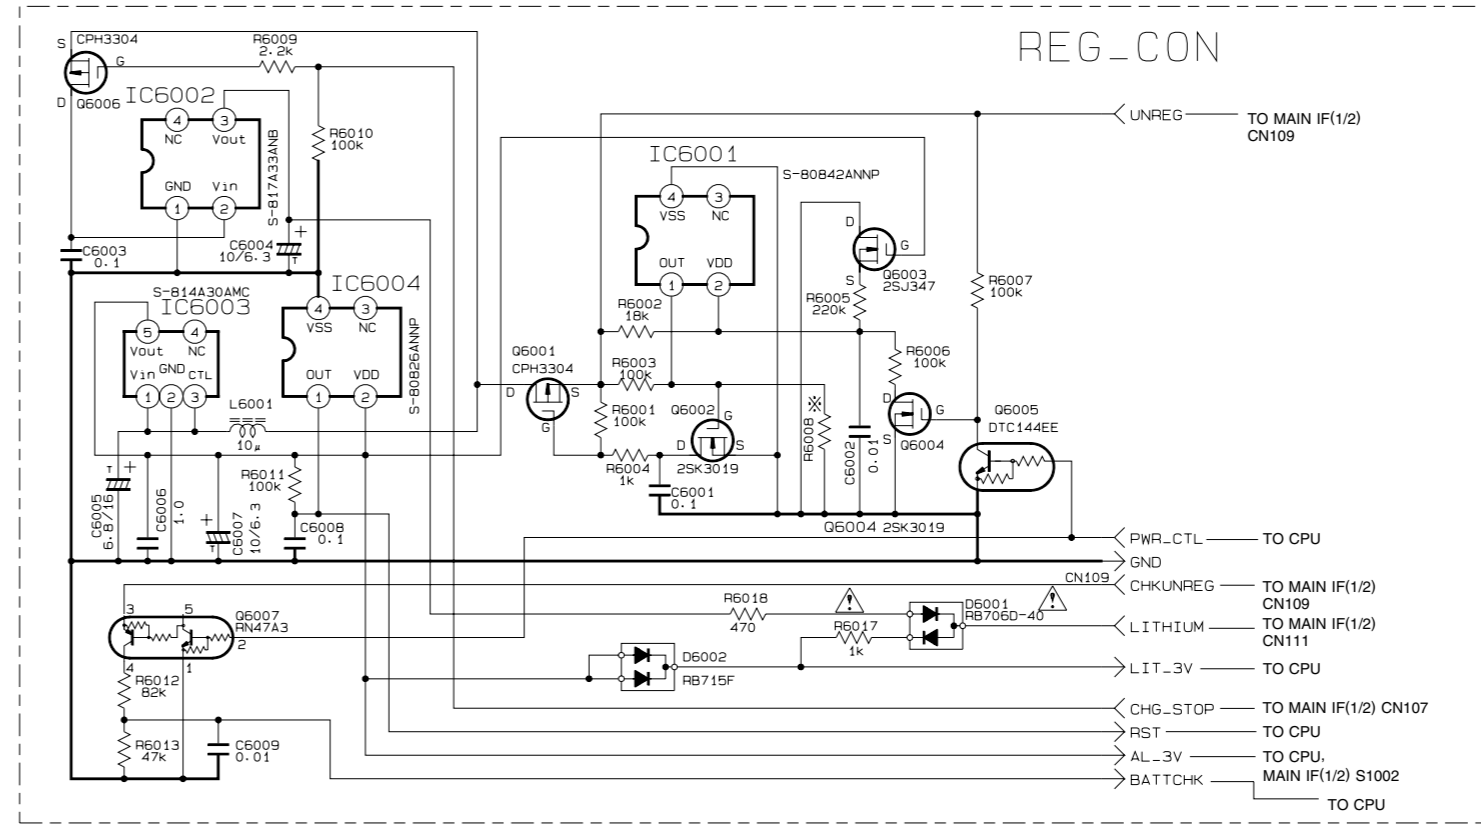 REG_CON
S
CPH3304
G
D
Q6006
R6009
2.2k
IC6002
4
NC
3
Vout
GND
1
Vin
2
S-817A33ANB
R6010
100k
C6003
0.1
C6004
10/6.3
+
T
S-814A30AMC
IC6003
5
Vout
4
NC
Vin
GND
CTL
1
2
3
IC6004
4
VSS
3
NC
OUT
1
VDD
2
S-80826ANNP
L6001
10µ
T
+
C6005
6.8/16
C6006
1.0
+
T
C6007
10/6.3
R6011
100k
C6008
0.1
IC6001
S-80842ANNP
4
VSS
3
NC
OUT
1
VDD
2
Q6001
CPH3304
D
S
G
R6002
18k
R6003
100k
R6001
100k
R6004
1k
Q6002
G
D
S
2SK3019
C6001
0.1
R6008 ※
C6002
0.01
D
G
S
Q6003
2SJ347
R6005
220k
R6006
100k
D
G
S
Q6004
Q6004 2SK3019
R6007
100k
Q6005
DTC144EE
UNREG
TO MAIN IF(1/2)
CN109
PWR_CTL
TO CPU
GND
CN109
CHKUNREG
TO MAIN IF(1/2)
CN109
LITHIUM
TO MAIN IF(1/2)
CN111
LIT_3V
TO CPU
CHG_STOP
TO MAIN IF(1/2) CN107
RST
TO CPU
AL_3V
TO CPU,
MAIN IF(1/2) S1002
BATTCHK
TO CPU
3
5
Q6007
RN47A3
2
4
1
R6012
82k
R6013
47k
C6009
0.01
R6018
470
!
R6017
1k
D6001
RB706D-40
!
D6002
RB715F